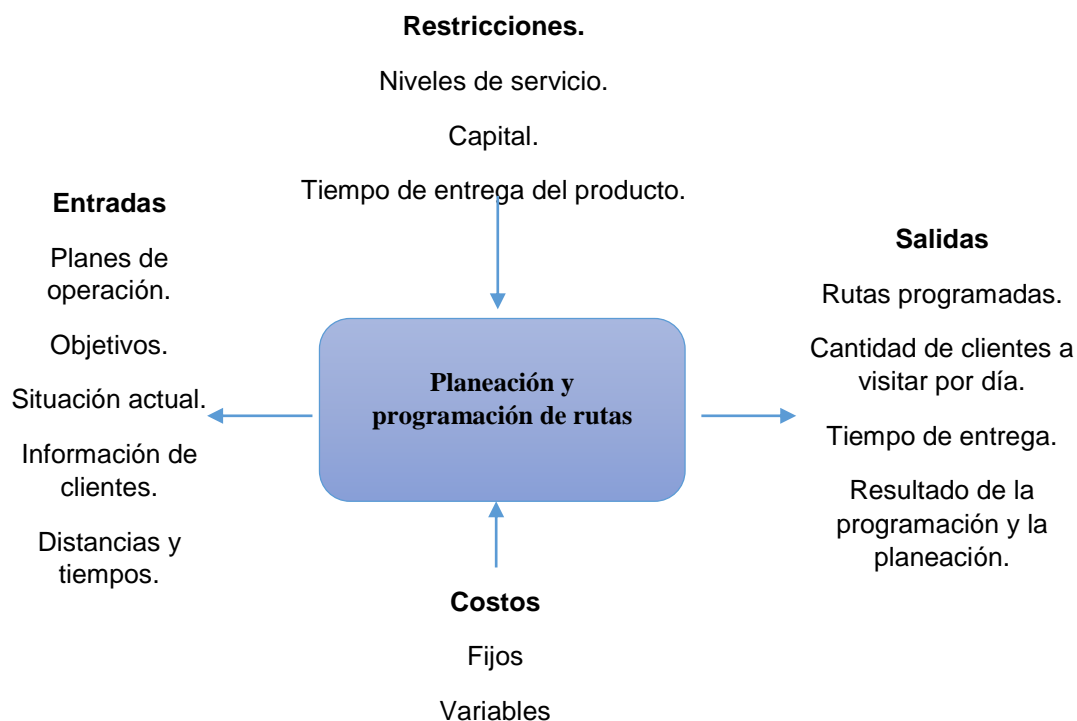 Restricciones.
Niveles de servicio.
Capital.
Tiempo de entrega del producto.
Entradas
Planes de
operación.
Objetivos.
Situación actual.
Información de
clientes.
Distancias y
tiempos.
Planeación y
programación de rutas
Salidas
Rutas programadas.
Cantidad de clientes a
visitar por día.
Tiempo de entrega.
Resultado de la
programación y la
planeación.
Costos
Fijos
Variables